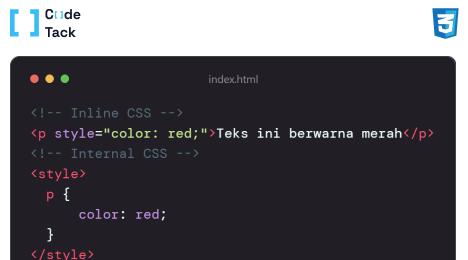 Code
Tack
3
index.html
<!-- Inline CSS -->
<p style="color: red;">Teks ini berwarna merah</p>
<!-- Internal CSS -->
<style>
p {
color: red;
}
</style>